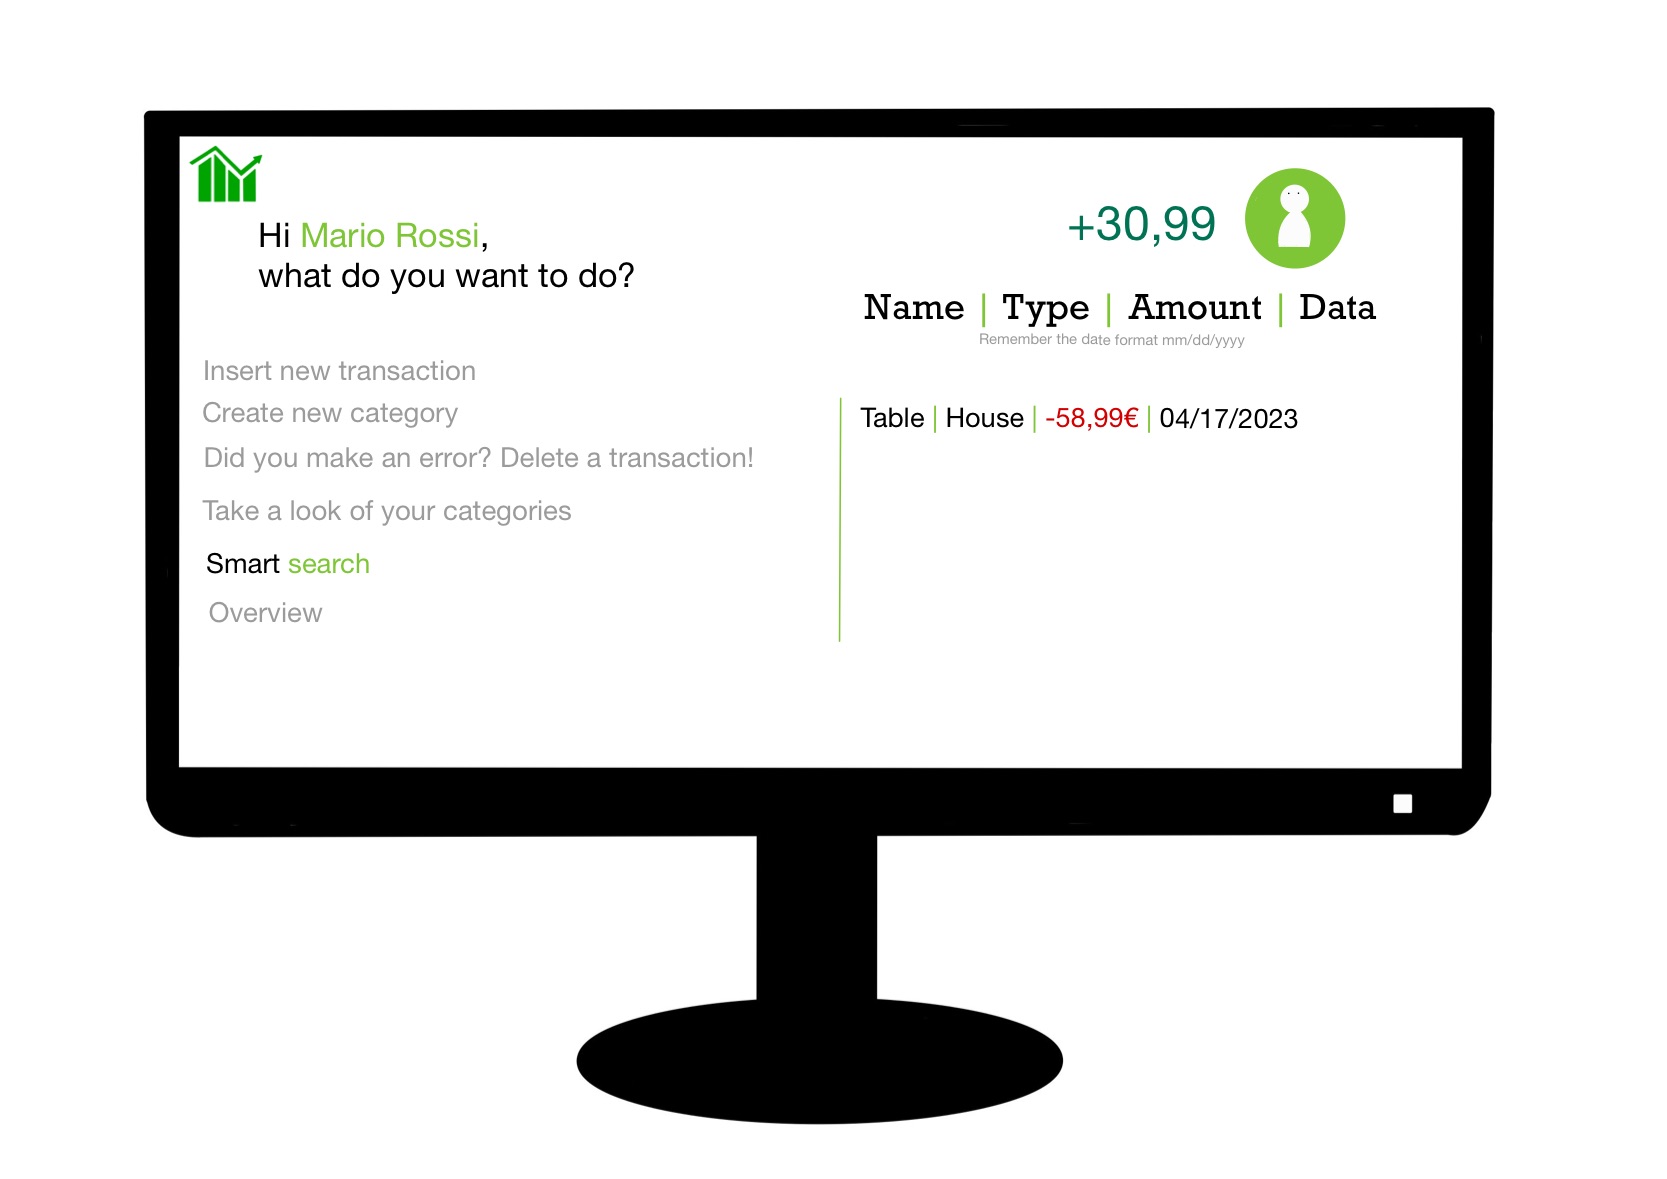 Hi Mario Rossi,
what do you want to do?
+30,99
Name | Type | Amount | Data
Remember the date format mm/dd/yyyy
Insert new transaction
Create new category
Did you make an error? Delete a transaction!
Take a look of your categories
Smart search
Overview
Table | House | -58,99€ | 04/17/2023